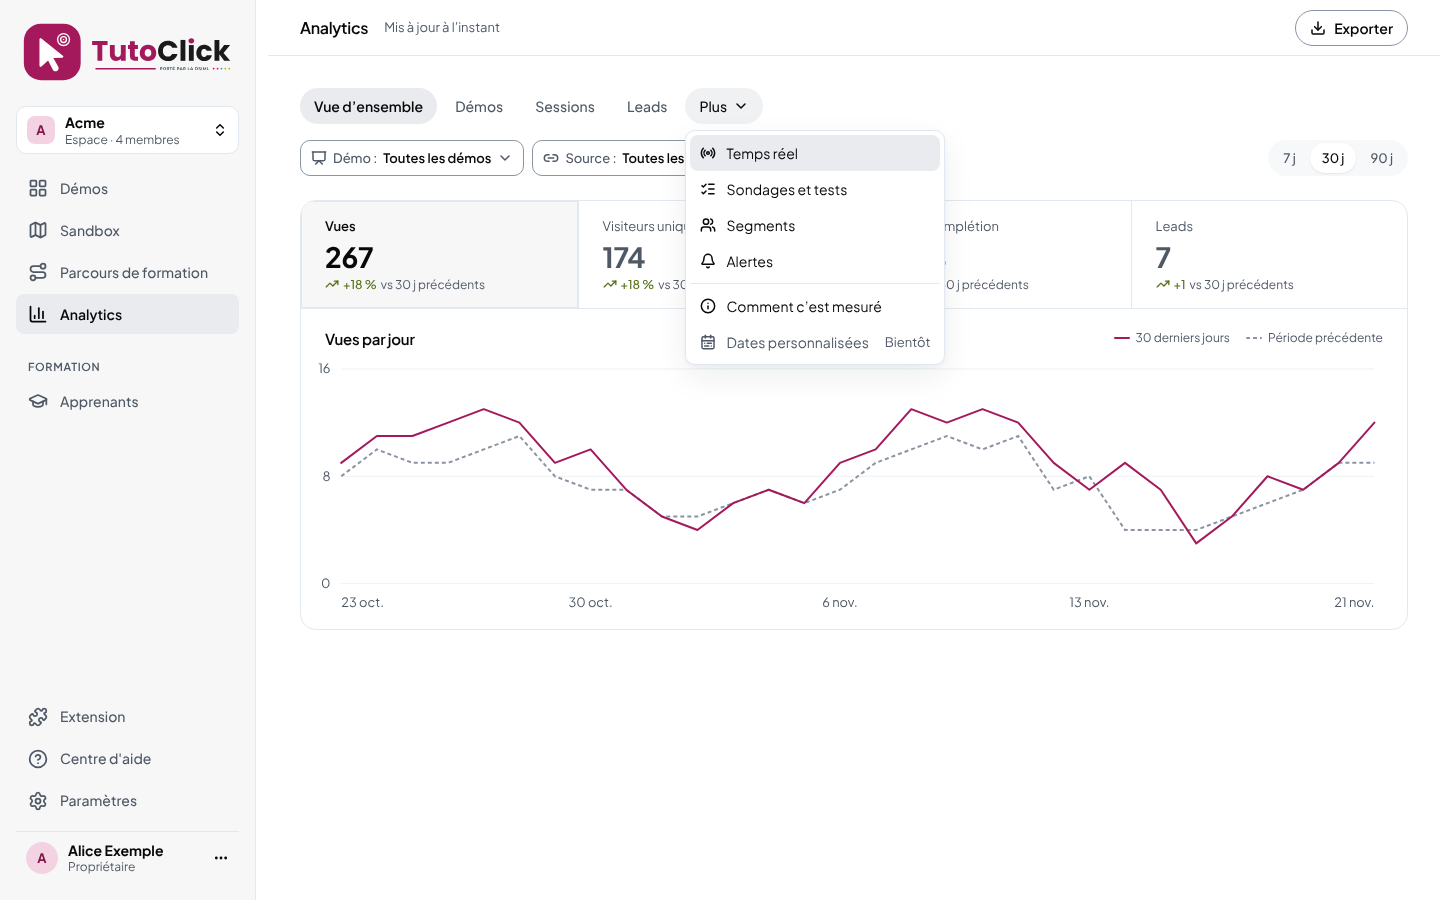 TutoClick
PORTÉ PAR LA DSIML
Acme
Espace · 4 membres
Démos
Sandbox
Parcours de formation
Analytics
FORMATION
Apprenants
Extension
Centre d'aide
Paramètres
Alice Exemple
Propriétaire
Analytics Mis à jour à l’instant
Exporter
Vue d’ensemble Démos Sessions Leads Plus
Démo : Toutes les démos Source : Toutes les
7 j 30 j 90 j
Temps réel
Sondages et tests
Segments
Alertes
Comment c’est mesuré
Dates personnalisées Bientôt
Vues
267
+18 % vs 30 j précédents
Visiteurs
174
+18 % vs 30
0 j précédents
Leads
7
+1 vs 30 j précédents
Vues par jour
30 derniers jours Période précédente
16
8
0
23 oct. 30 oct. 6 nov. 13 nov. 21 nov.